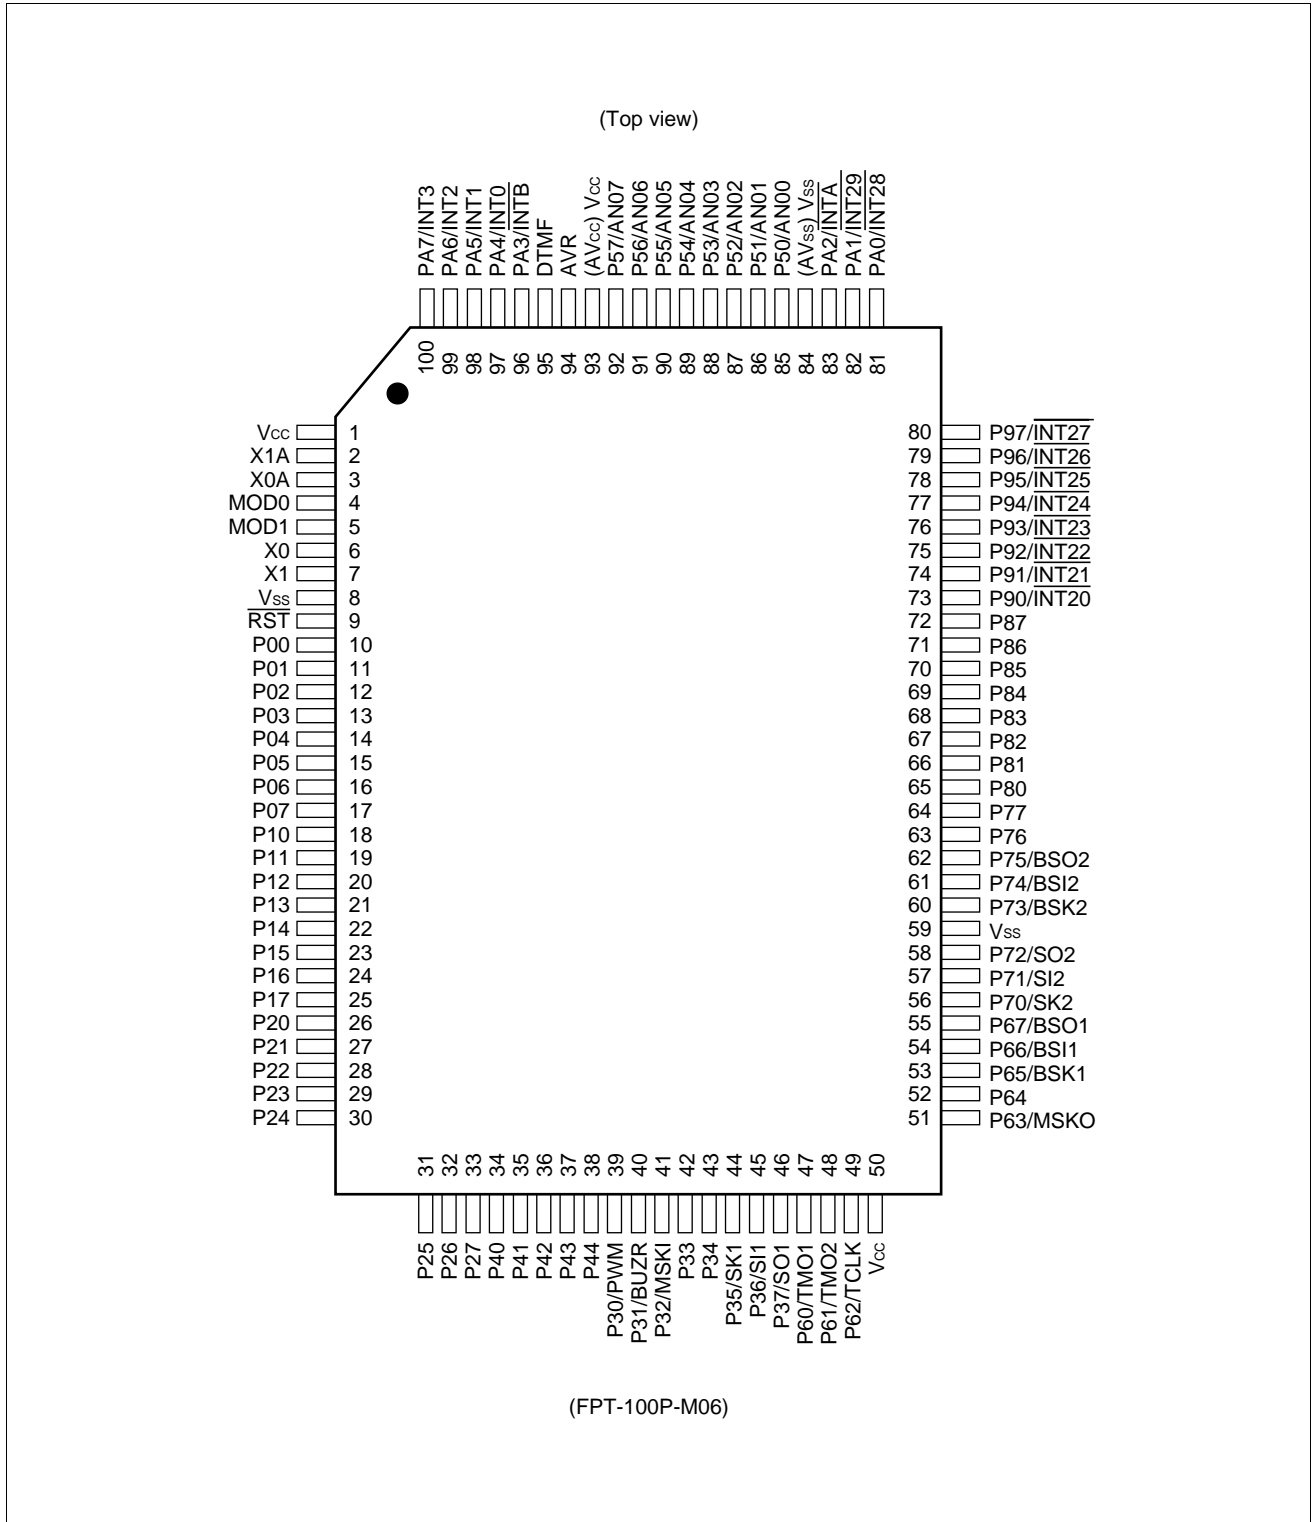 (Top view)
PA7/INT3
PA6/INT2
PA5/INT1
PA4/INT0
PA3/INTB
DTMF
AVR
(AVCC) VCC
P57/AN07
P56/AN06
P55/AN05
P54/AN04
P53/AN03
P52/AN02
P51/AN01
P50/AN00
(AVSS) VSS
PA2/INTA
PA1/INT29
PA0/INT28
100
99
98
97
96
95
94
93
92
91
90
89
88
87
86
85
84
83
82
81
VCC 1
X1A 2
X0A 3
MOD0 4
MOD1 5
X0 6
X1 7
VSS 8
RST 9
P00 10
P01 11
P02 12
P03 13
P04 14
P05 15
P06 16
P07 17
P10 18
P11 19
P12 20
P13 21
P14 22
P15 23
P16 24
P17 25
P20 26
P21 27
P22 28
P23 29
P24 30
80 P97/INT27
79 P96/INT26
78 P95/INT25
77 P94/INT24
76 P93/INT23
75 P92/INT22
74 P91/INT21
73 P90/INT20
72 P87
71 P86
70 P85
69 P84
68 P83
67 P82
66 P81
65 P80
64 P77
63 P76
62 P75/BSO2
61 P74/BSI2
60 P73/BSK2
59 VSS
58 P72/SO2
57 P71/SI2
56 P70/SK2
55 P67/BSO1
54 P66/BSI1
53 P65/BSK1
52 P64
51 P63/MSKO
31
32
33
34
35
36
37
38
39
40
41
42
43
44
45
46
47
48
49
50
P25
P26
P27
P40
P41
P42
P43
P44
P30/PWM
P31/BUZR
P32/MSKI
P33
P34
P35/SK1
P36/SI1
P37/SO1
P60/TMO1
P61/TMO2
P62/TCLK
VCC
(FPT-100P-M06)